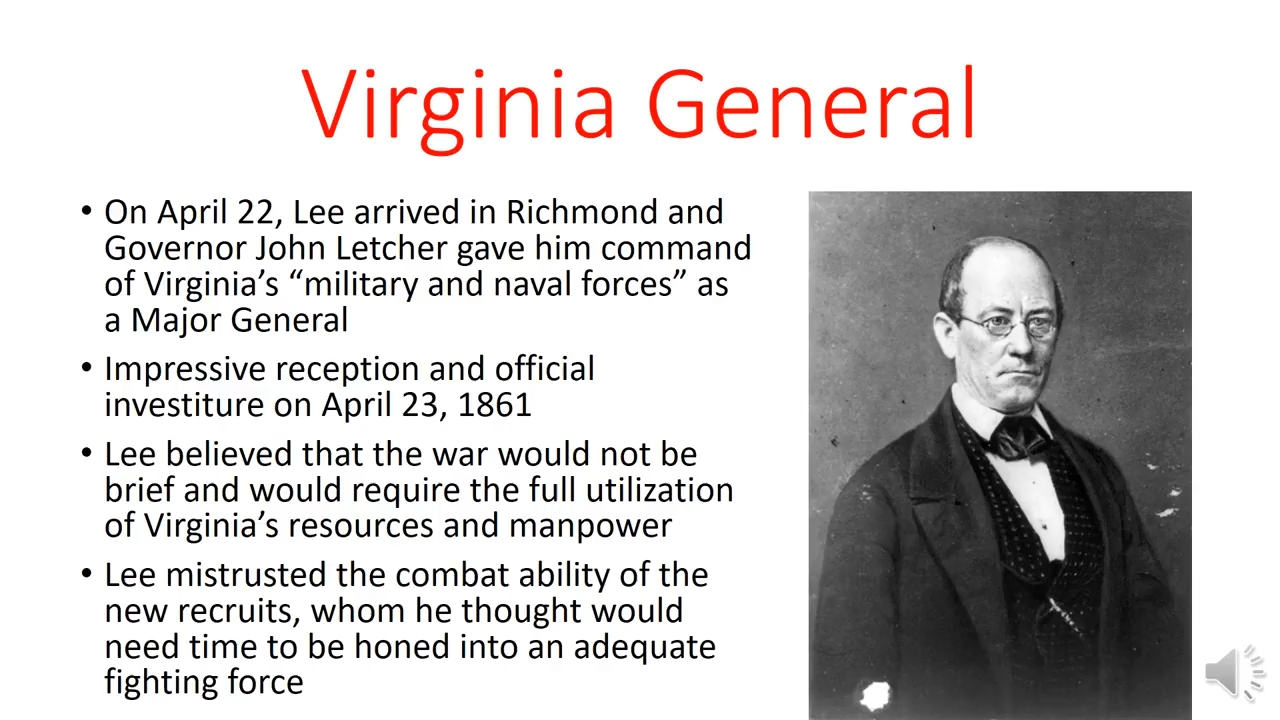 Virginia General
• On April 22, Lee arrived in Richmond and
Governor John Letcher gave him command
of Virginia’s “military and naval forces” as
a Major General
• Impressive reception and official
investiture on April 23, 1861
• Lee believed that the war would not be
brief and would require the full utilization
of Virginia’s resources and manpower
• Lee mistrusted the combat ability of the
new recruits, whom he thought would
need time to be honed into an adequate
fighting force